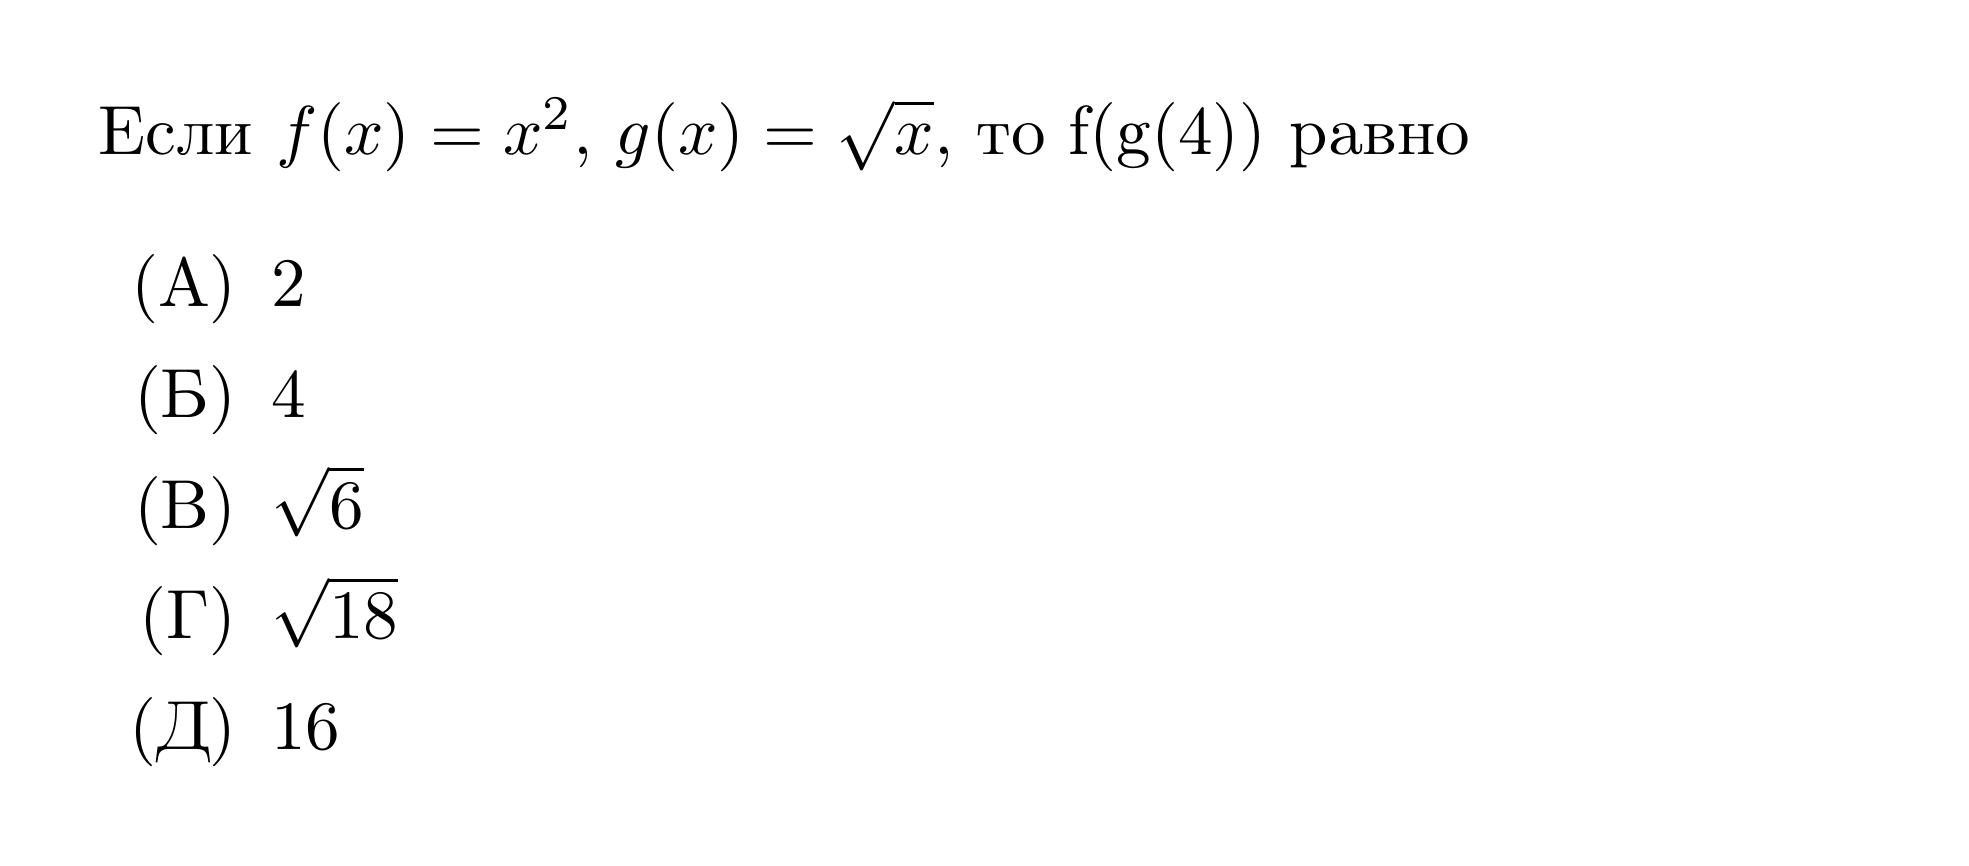 Если f(x) = x², g(x) = √x, то f(g(4)) равно
(А) 2
(Б) 4
(В) √6
(Г) √18
(Д) 16